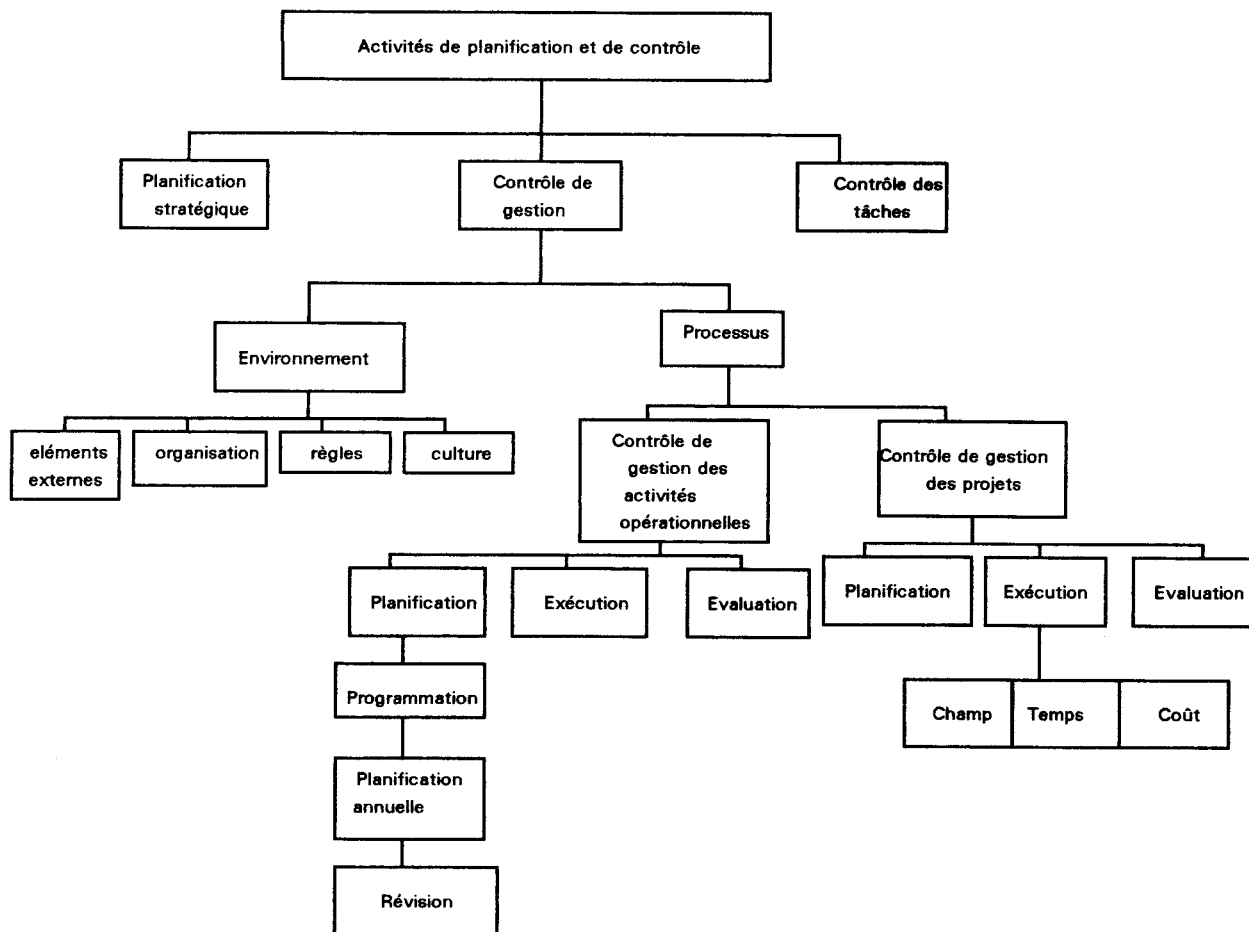 Activités de planification et de contrôle
Planification
stratégique
Contrôle de
gestion
Contrôle des
tâches
Environnement
Processus
eléments
externes
organisation
règles
culture
Contrôle de
gestion des
activités
opérationnelles
Contrôle de gestion
des projets
Planification
Exécution
Evaluation
Planification
Exécution
Evaluation
Programmation
Champ
Temps
Coût
Planification
annuelle
Révision